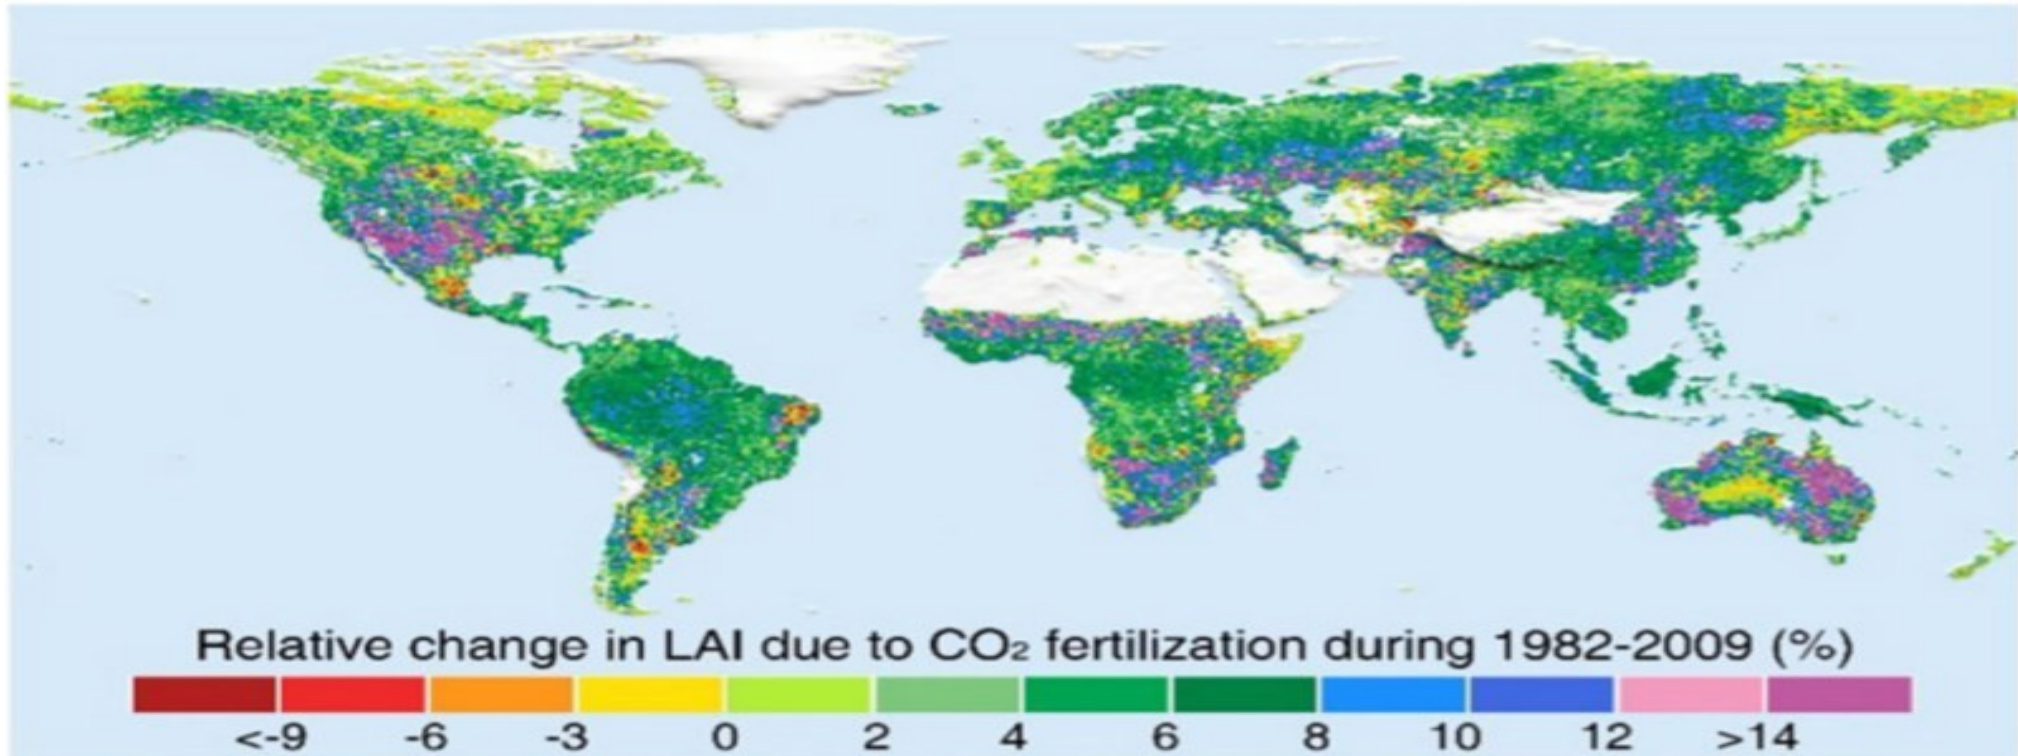 Relative change in LAI due to CO₂ fertilization during 1982-2009 (%)
<-9 -6 -3 0 2 4 6 8 10 12 >14